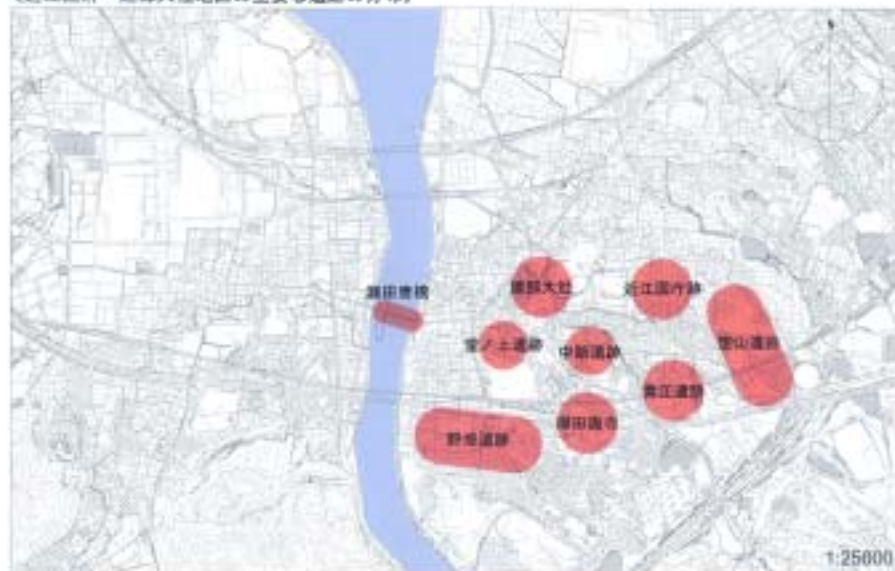 瀬田唐橋
建部大社
近江国庁跡
堂ノ上遺跡
中路遺跡
惣山遺跡
青江遺跡
瀬田廃寺
野畑遺跡
1:25000